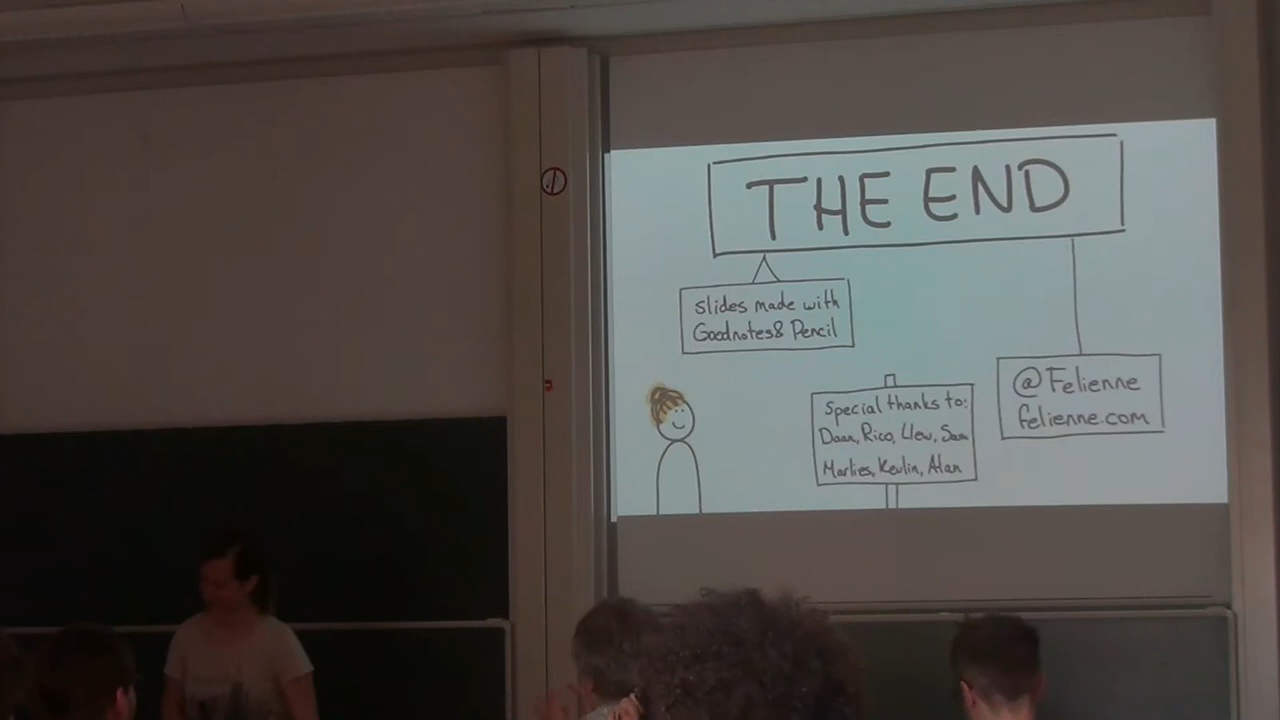 THE END
slides made with
Goodnotes& Pencil
@Felienne
felienne.com
Special thanks to:
Daan, Rico, Llew, Sam
Marlies, Kevlin, Alan